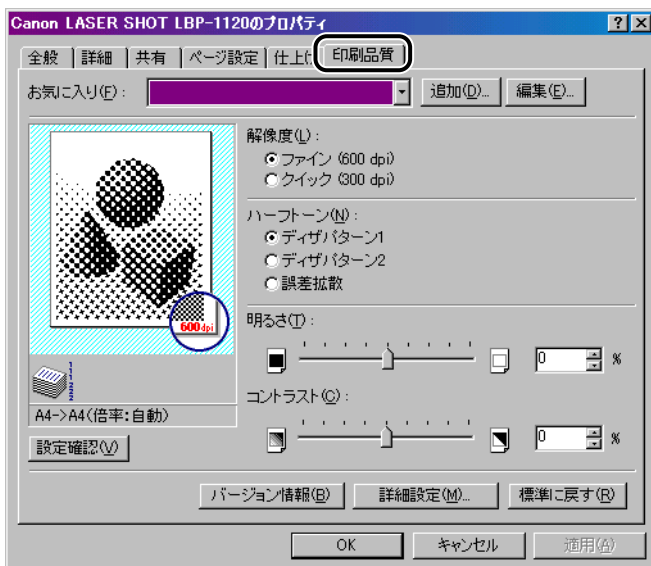 Canon LASER SHOT LBP-1120のプロパティ
全般 詳細 共有 ページ設定 仕上げ 印刷品質
お気に入り(F): 追加(D)... 編集(E)...
解像度(L):
ファイン (600 dpi)
クイック (300 dpi)
ハーフトーン(N):
ディザパターン1
ディザパターン2
誤差拡散
600dpi
明るさ(T):
0 %
A4->A4(倍率:自動)
コントラスト(C):
0 %
設定確認(V)
バージョン情報(B) 詳細設定(M)... 標準に戻す(R)
OK キャンセル 適用(A)